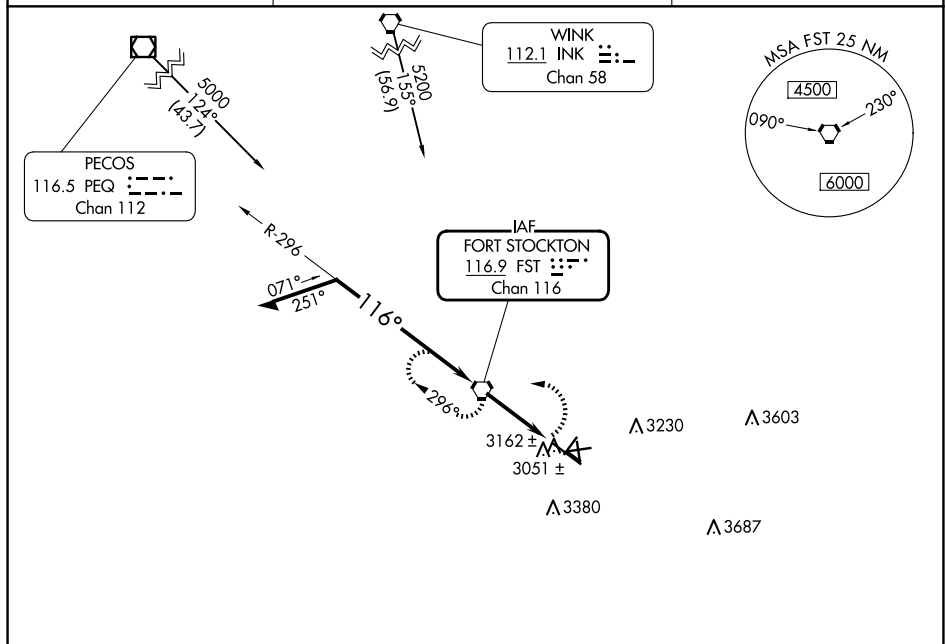 5000
124°
(43.7)
PECOS
116.5 PEQ
Chan 112
5200
155°
(56.9)
WINK
112.1 INK
Chan 58
MSA FST 25 NM
4500
090°
230°
6000
R-296
071°
251°
116°
IAF
FORT STOCKTON
116.9 FST
Chan 116
296°
3162 ±
3051 ±
3230
3603
3380
3687